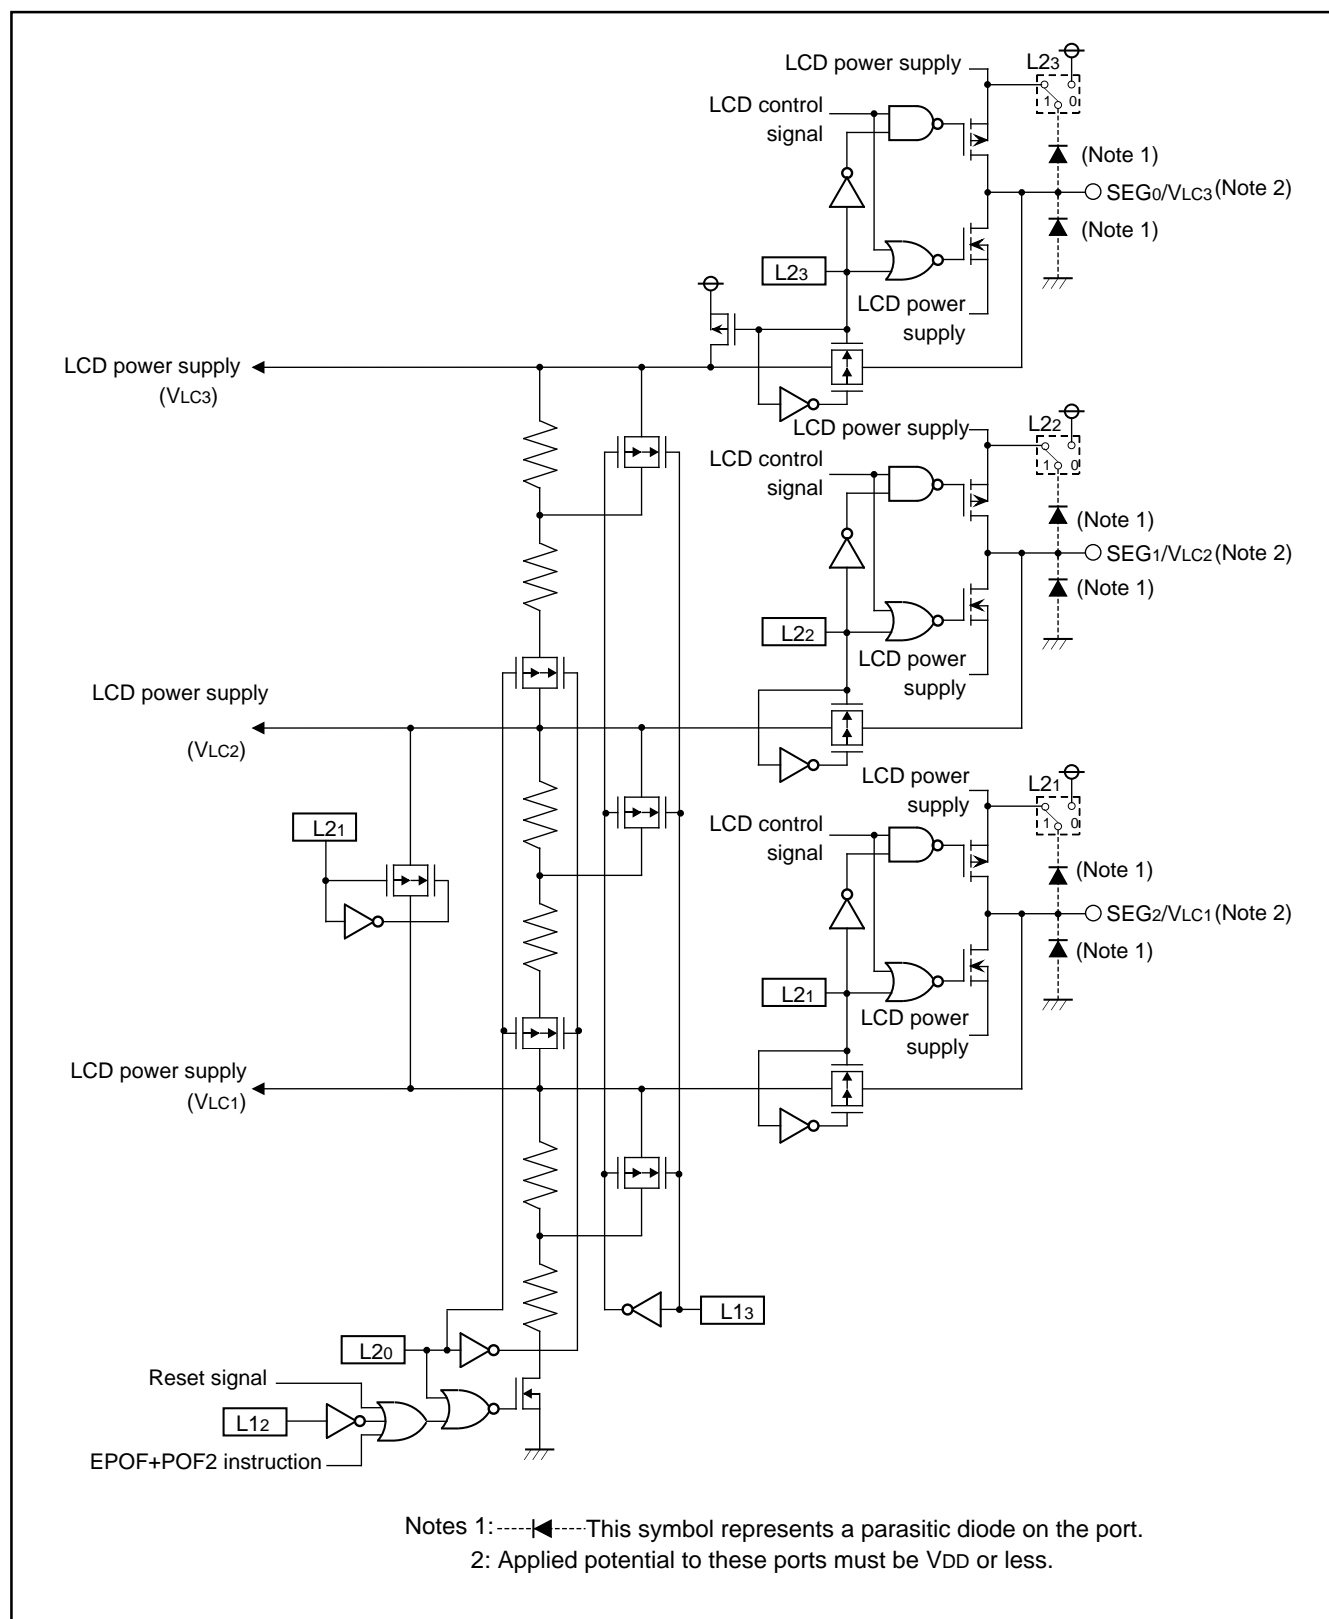 LCD power supply
L23
1 0
LCD control
signal
(Note 1)
SEG0/VLC3 (Note 2)
(Note 1)
L23
LCD power
supply
LCD power supply
(VLC3)
LCD power supply
L22
1 0
LCD control
signal
(Note 1)
SEG1/VLC2 (Note 2)
(Note 1)
L22
LCD power
supply
LCD power supply
(VLC2)
LCD power
supply
L21
1 0
L21
LCD control
signal
(Note 1)
SEG2/VLC1 (Note 2)
(Note 1)
L21
LCD power
supply
LCD power supply
(VLC1)
L13
L20
Reset signal
L12
EPOF+POF2 instruction
Notes 1: This symbol represents a parasitic diode on the port.
2: Applied potential to these ports must be VDD or less.